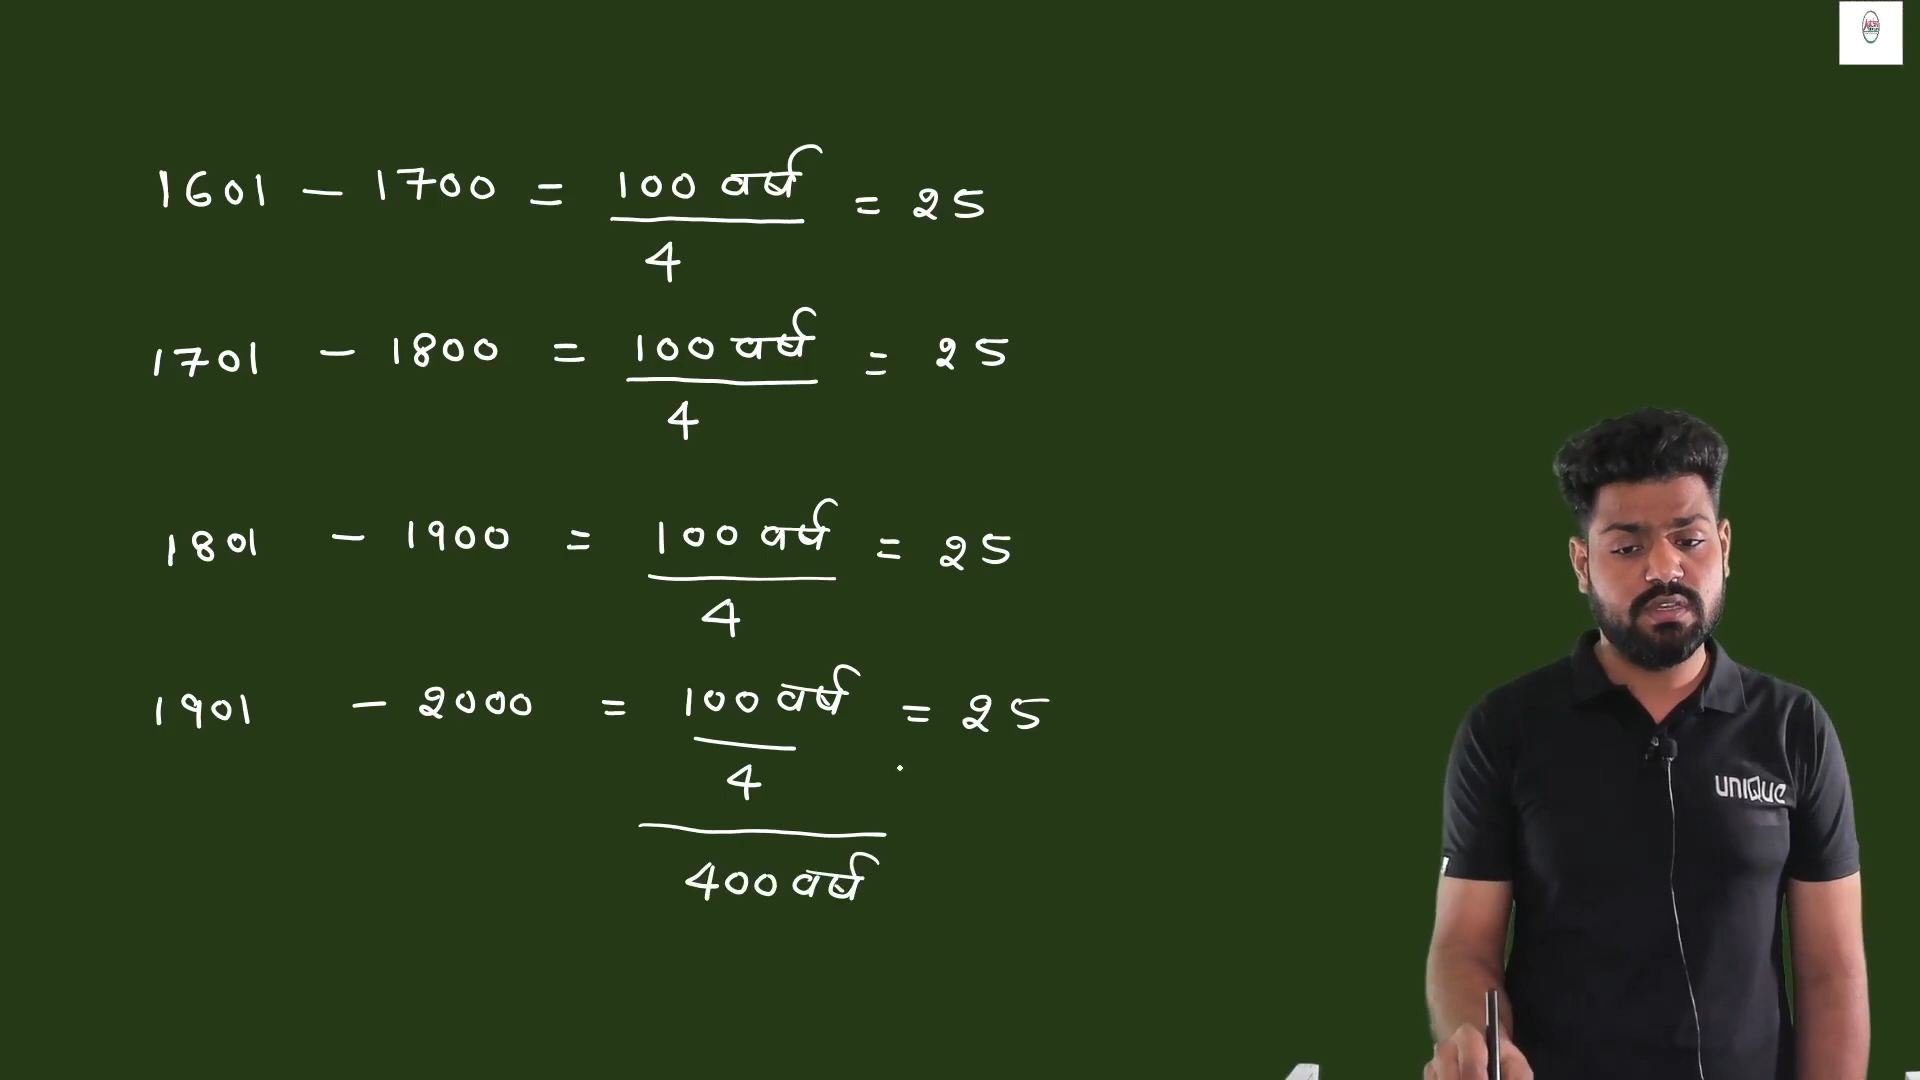 1601 – 1700 = 100 वर्ष / 4 = 25
1701 – 1800 = 100 वर्ष / 4 = 25
1801 – 1900 = 100 वर्ष / 4 = 25
1901 – 2000 = 100 वर्ष / 4 = 25
400 वर्ष
UNIQUE